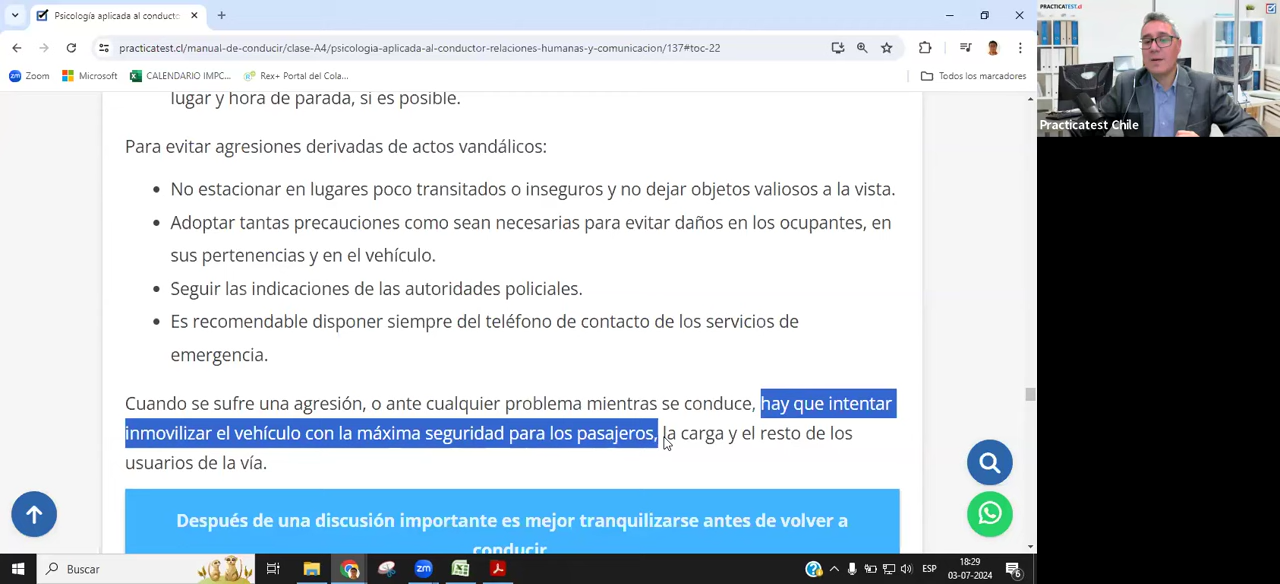 Psicología aplicada al conducto
practicatest.cl/manual-de-conducir/clase-A4/psicologia-aplicada-al-conductor-relaciones-humanas-y-comunicacion/137#toc-22
Zoom
Microsoft
CALENDARIO IMPC...
Rex+ Portal del Cola...
Todos los marcadores
PRACTICATEST.cl
Practicatest Chile
lugar y hora de parada, si es posible.
Para evitar agresiones derivadas de actos vandálicos:
No estacionar en lugares poco transitados o inseguros y no dejar objetos valiosos a la vista.
Adoptar tantas precauciones como sean necesarias para evitar daños en los ocupantes, en
sus pertenencias y en el vehículo.
Seguir las indicaciones de las autoridades policiales.
Es recomendable disponer siempre del teléfono de contacto de los servicios de
emergencia.
Cuando se sufre una agresión, o ante cualquier problema mientras se conduce, hay que intentar
inmovilizar el vehículo con la máxima seguridad para los pasajeros, la carga y el resto de los
usuarios de la vía.
Después de una discusión importante es mejor tranquilizarse antes de volver a
conducir
Buscar
zm
ESP
18:29
03-07-2024
6